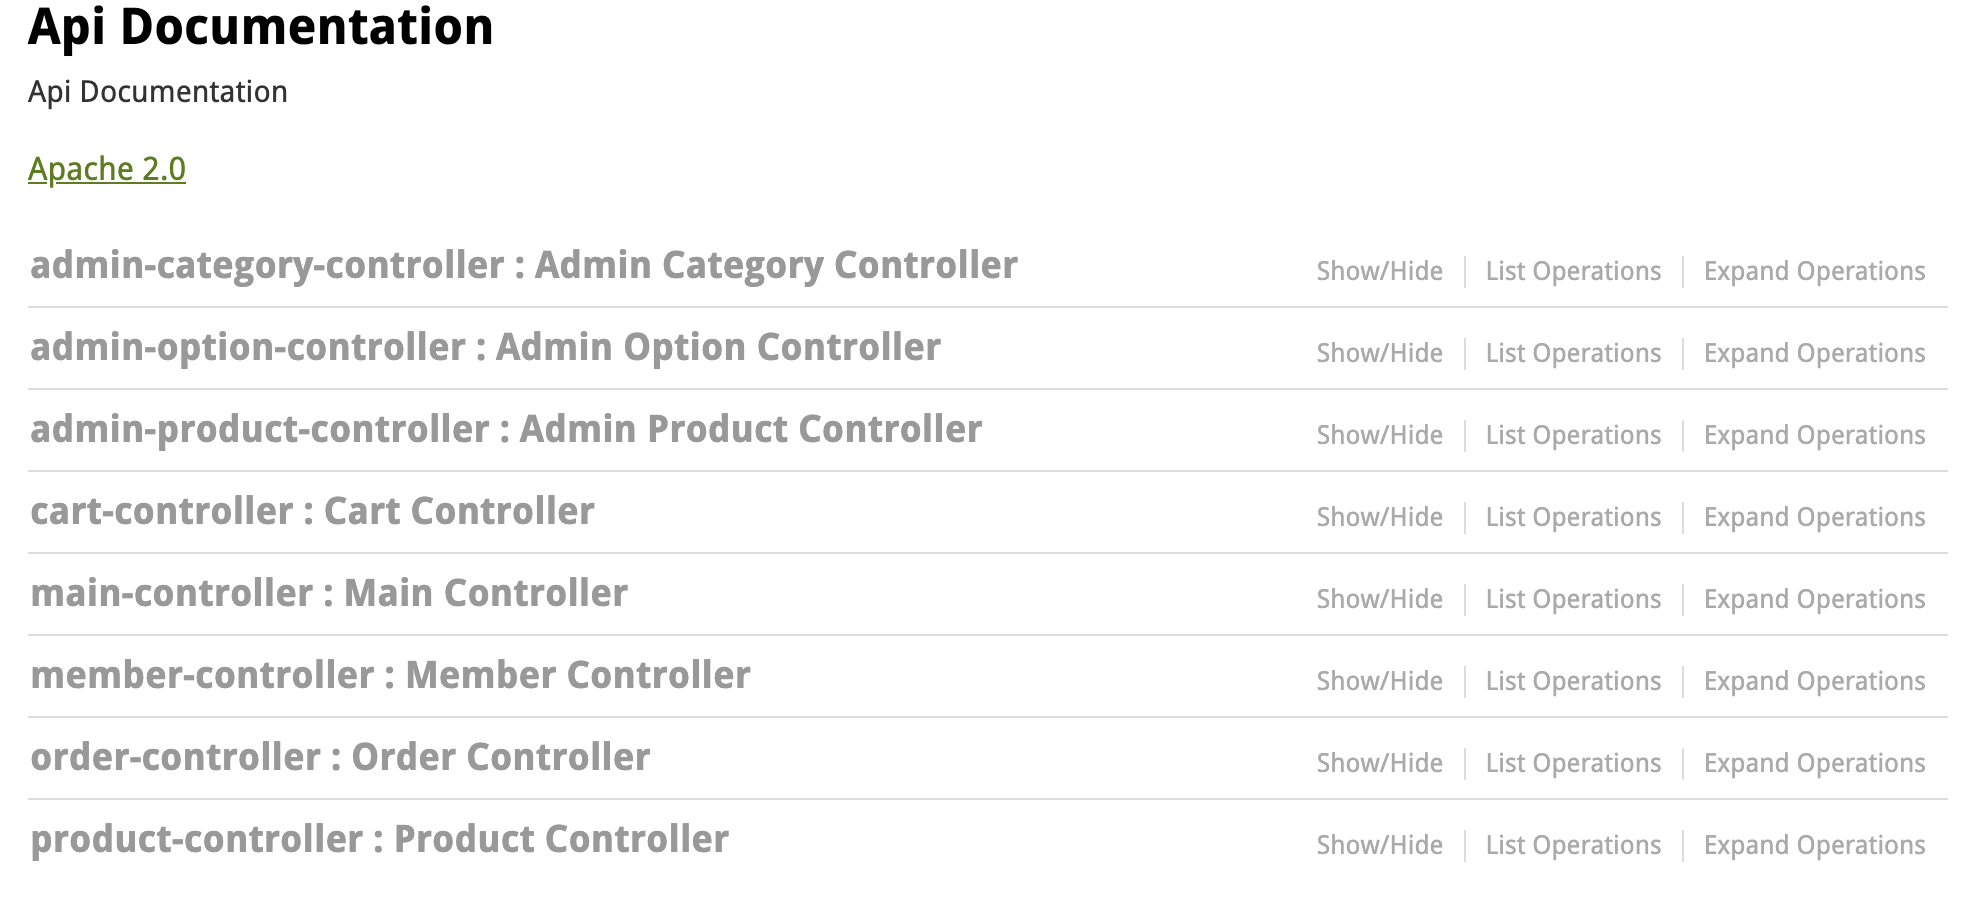 Api Documentation
Api Documentation
Apache 2.0
admin-category-controller : Admin Category Controller Show/Hide List Operations Expand Operations
admin-option-controller : Admin Option Controller Show/Hide List Operations Expand Operations
admin-product-controller : Admin Product Controller Show/Hide List Operations Expand Operations
cart-controller : Cart Controller Show/Hide List Operations Expand Operations
main-controller : Main Controller Show/Hide List Operations Expand Operations
member-controller : Member Controller Show/Hide List Operations Expand Operations
order-controller : Order Controller Show/Hide List Operations Expand Operations
product-controller : Product Controller Show/Hide List Operations Expand Operations